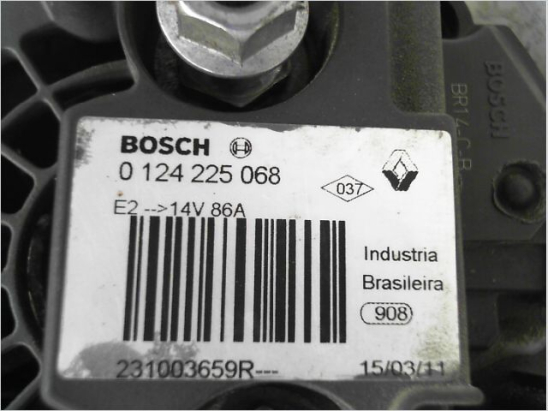 BOSCH
0 124 225 068
037
E2 -->14V 86A
Industria
Brasileira
908
231003659R---
15/03/11
BOSCH